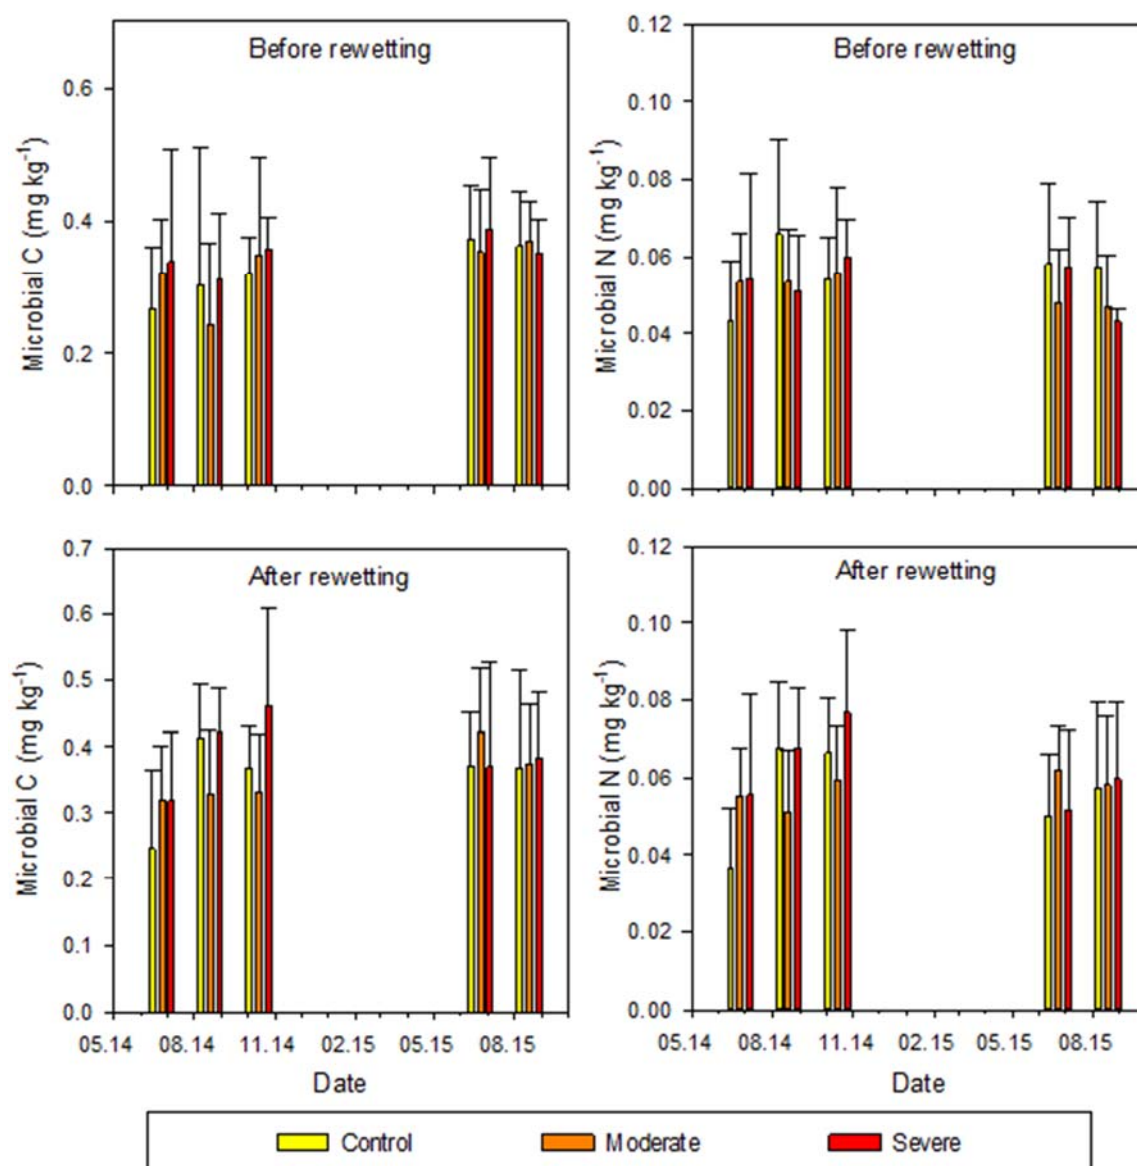 Before rewetting
Microbial C (mg kg⁻¹)
0.6
0.4
0.2
0.0
Before rewetting
Microbial N (mg kg⁻¹)
0.12
0.10
0.08
0.06
0.04
0.02
0.00
After rewetting
Microbial C (mg kg⁻¹)
0.7
0.6
0.5
0.4
0.3
0.2
0.1
0.0
05.14 08.14 11.14 02.15 05.15 08.15
Date
After rewetting
Microbial N (mg kg⁻¹)
0.12
0.10
0.08
0.06
0.04
0.02
0.00
05.14 08.14 11.14 02.15 05.15 08.15
Date
Control Moderate Severe